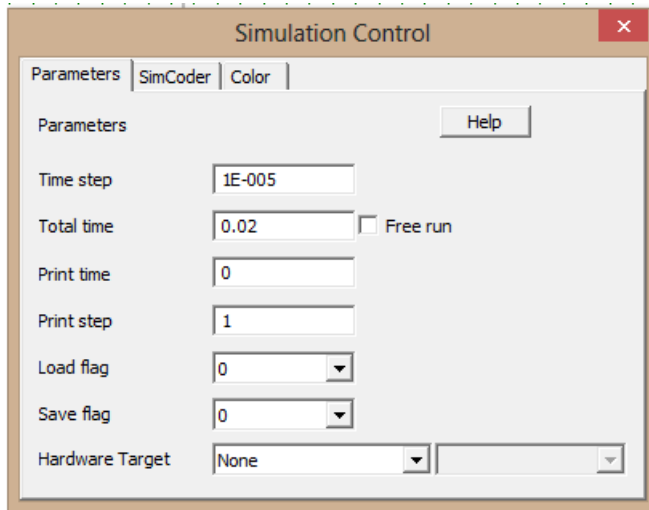 Simulation Control
Parameters SimCoder Color
Parameters Help
Time step 1E-005
Total time 0.02 Free run
Print time 0
Print step 1
Load flag 0
Save flag 0
Hardware Target None